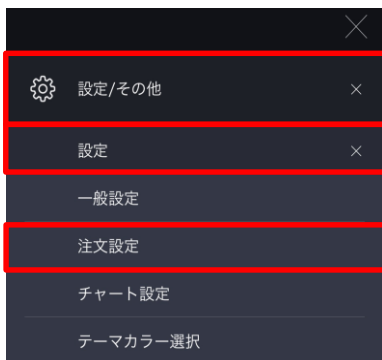 設定/その他
設定
一般設定
注文設定
チャート設定
テーマカラー選択